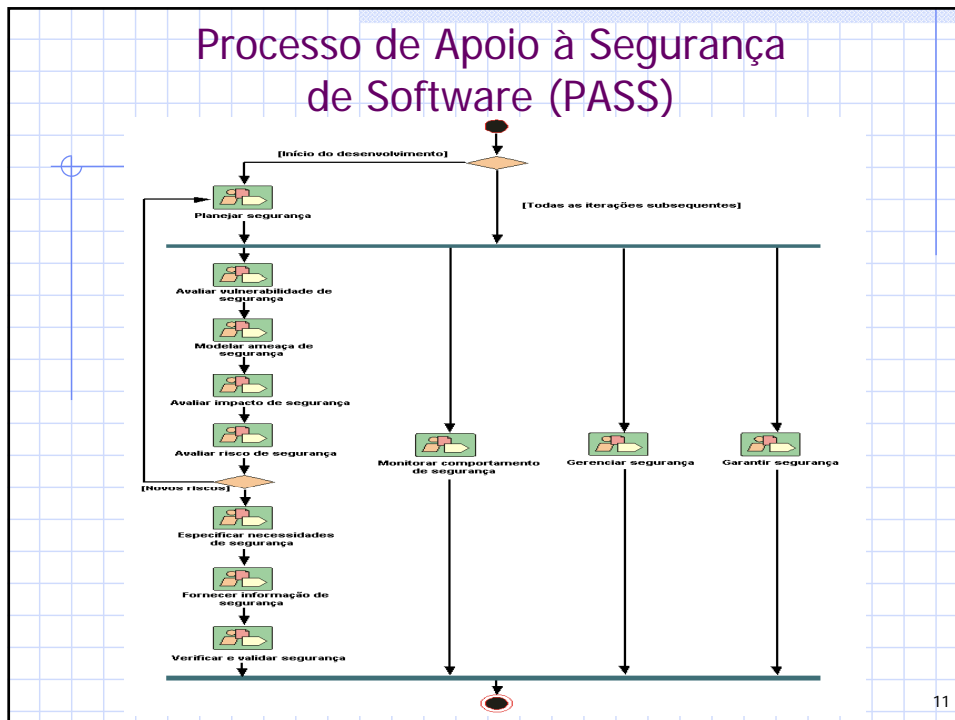 Processo de Apoio à Segurança
de Software (PASS)
[Início do desenvolvimento]
[Todas as iterações subsequentes]
Planejar segurança
Avaliar vulnerabilidade de
segurança
Modelar ameaça de
segurança
Avaliar impacto de segurança
Avaliar risco de segurança
Monitorar comportamento
de segurança
Gerenciar segurança
Garantir segurança
[Novos riscos]
Especificar necessidades
de segurança
Fornecer informação de
segurança
Verificar e validar segurança
11